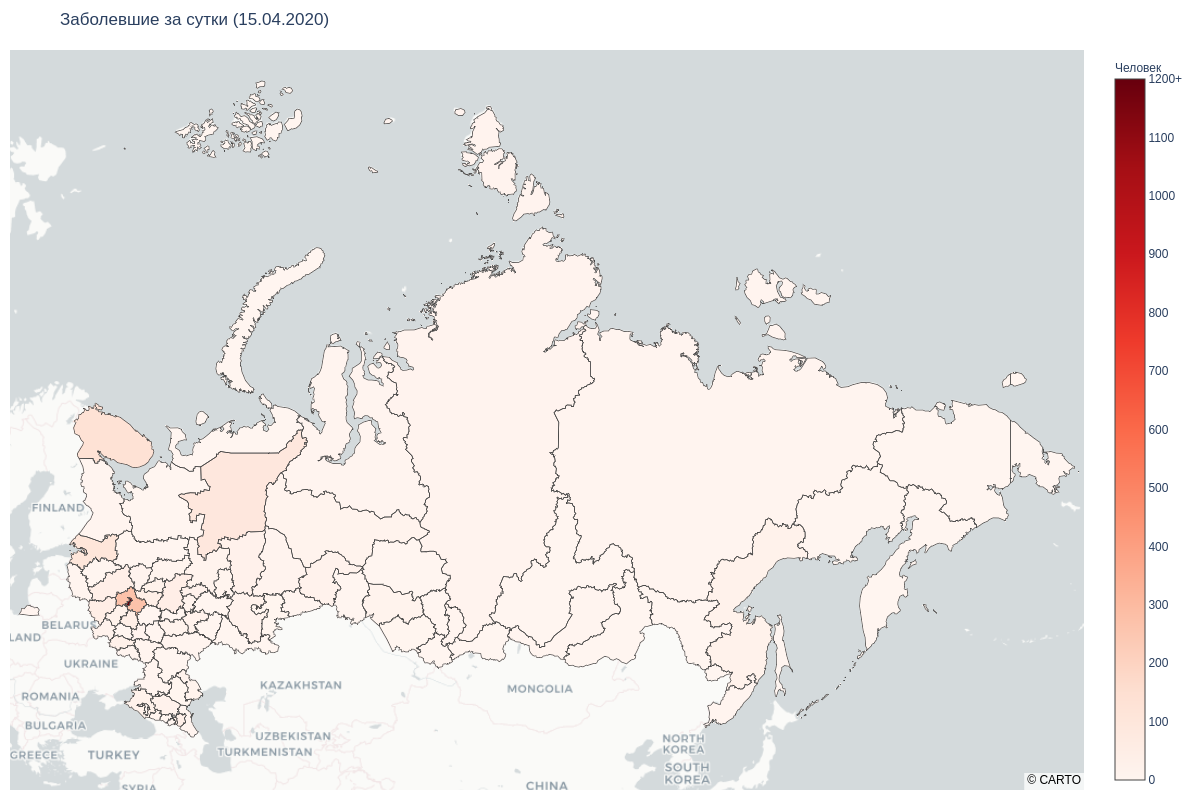 Заболевшие за сутки (15.04.2020)
Человек
1200+
1100
1000
900
800
700
600
500
400
300
200
100
0
FINLAND
BELARUS
LAND
UKRAINE
ROMANIA
BULGARIA
GREECE
TURKEY
SYRIA
KAZAKHSTAN
UZBEKISTAN
TURKMENISTAN
MONGOLIA
CHINA
NORTH
KOREA
SOUTH
KOREA
© CARTO